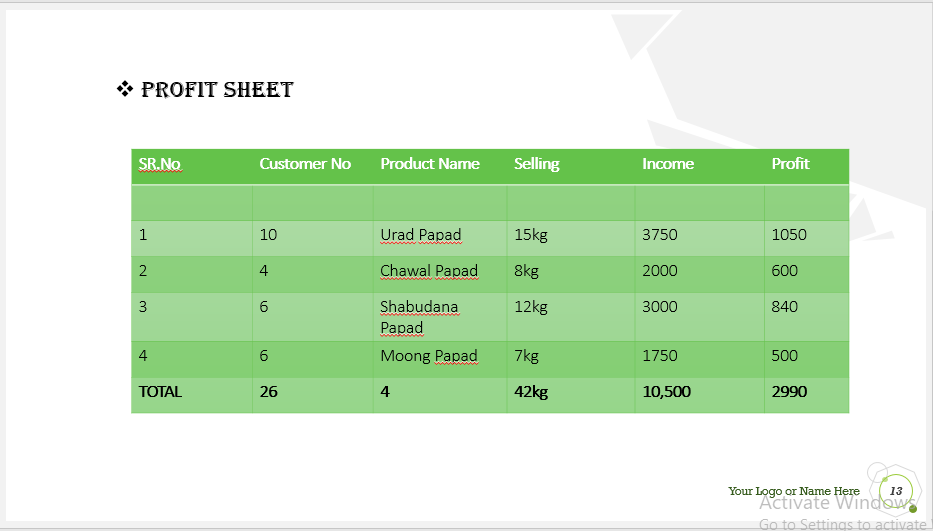 ❖ PROFIT SHEET
SR.No Customer No Product Name Selling Income Profit
1 10 Urad Papad 15kg 3750 1050
2 4 Chawal Papad 8kg 2000 600
3 6 Shabudana Papad 12kg 3000 840
4 6 Moong Papad 7kg 1750 500
TOTAL 26 4 42kg 10,500 2990
Your Logo or Name Here 13
Activate Windows
Go to Settings to activate